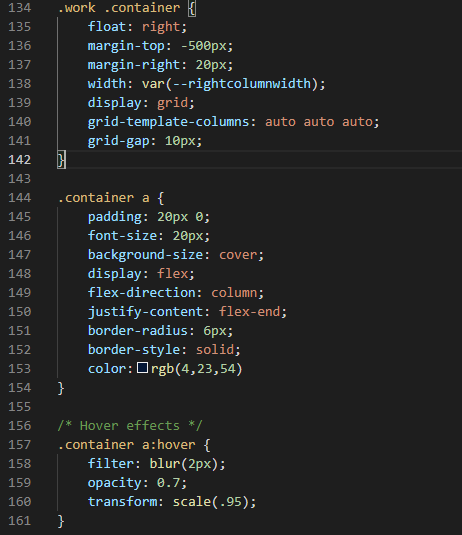 134 .work .container {
135     float: right;
136     margin-top: -500px;
137     margin-right: 20px;
138     width: var(--rightcolumnwidth);
139     display: grid;
140     grid-template-columns: auto auto auto;
141     grid-gap: 10px;
142 }
143
144 .container a {
145     padding: 20px 0;
146     font-size: 20px;
147     background-size: cover;
148     display: flex;
149     flex-direction: column;
150     justify-content: flex-end;
151     border-radius: 6px;
152     border-style: solid;
153     color: rgb(4,23,54)
154 }
155
156 /* Hover effects */
157 .container a:hover {
158     filter: blur(2px);
159     opacity: 0.7;
160     transform: scale(.95);
161 }